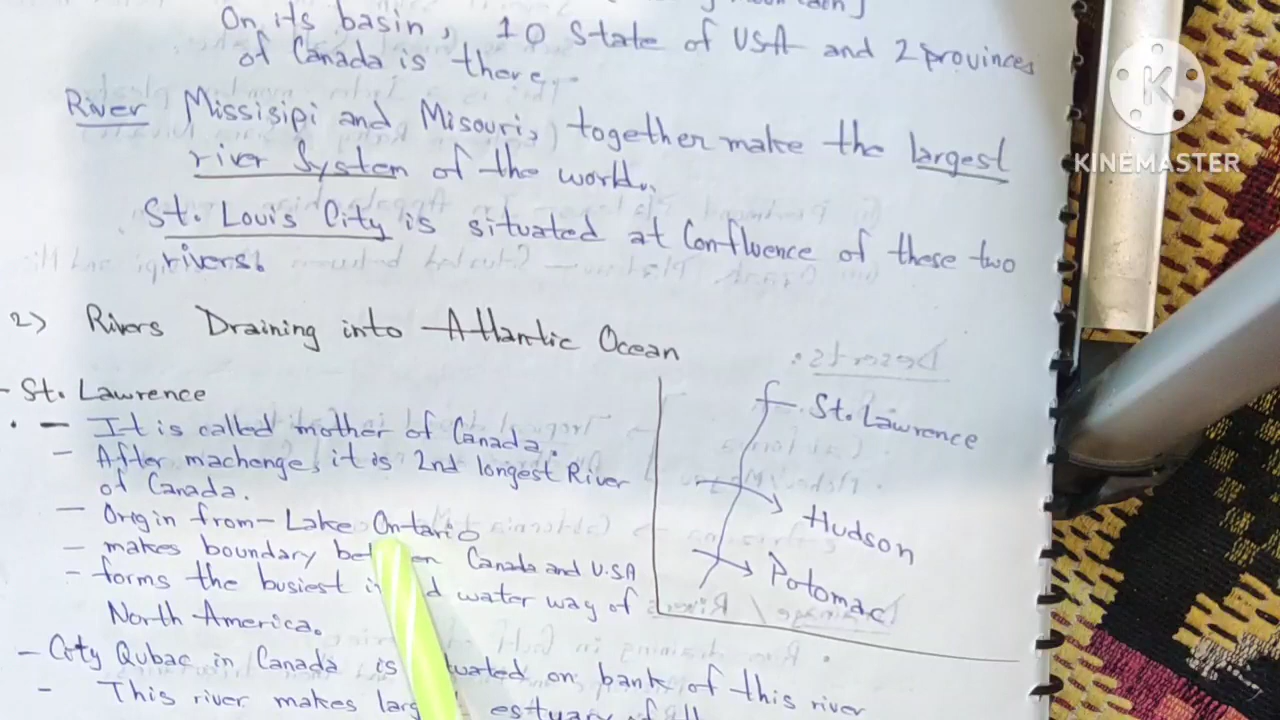 On its basin, 10 State of USA and 2 provinces
of Canada is there.
River Missisipi and Misouri, together make the largest
river System of the world.
St. Louis City is situated at Confluence of these two
rivers.
2) Rivers Draining into Atlantic Ocean
- St. Lawrence
- It is called mother of Canada.
- After machenge, it is 2nd longest River
of Canada.
- Origin from - Lake Ontario
- makes boundary Canada and U.S.A
- forms the busiest water way of
North America.
- City Qubac in Canada is on bank of this river
- This river makes estuary
St. Lawrence
Hudson
Potomac
K
KINEMASTER